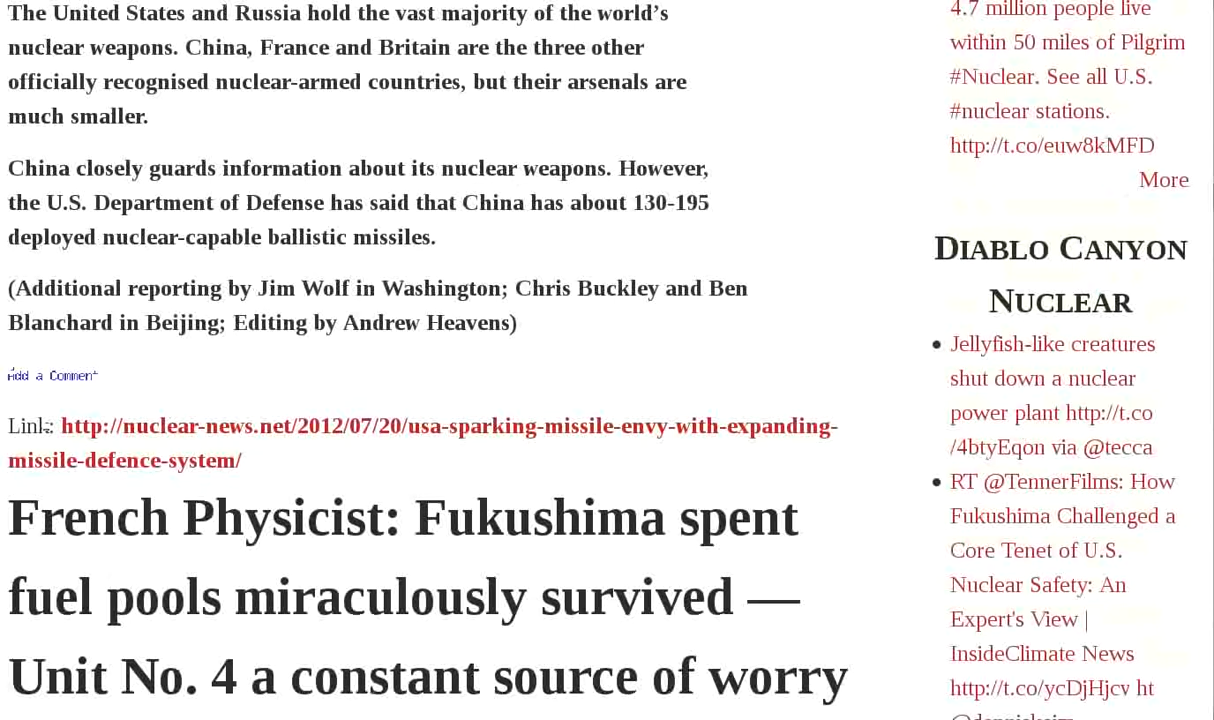 The United States and Russia hold the vast majority of the world’s
nuclear weapons. China, France and Britain are the three other
officially recognised nuclear-armed countries, but their arsenals are
much smaller.
China closely guards information about its nuclear weapons. However,
the U.S. Department of Defense has said that China has about 130-195
deployed nuclear-capable ballistic missiles.
(Additional reporting by Jim Wolf in Washington; Chris Buckley and Ben
Blanchard in Beijing; Editing by Andrew Heavens)
Add a Comment
Link: http://nuclear-news.net/2012/07/20/usa-sparking-missile-envy-with-expanding-
missile-defence-system/
French Physicist: Fukushima spent
fuel pools miraculously survived —
Unit No. 4 a constant source of worry
4.7 million people live
within 50 miles of Pilgrim
#Nuclear. See all U.S.
#nuclear stations.
http://t.co/euw8kMFD
More
DIABLO CANYON
NUCLEAR
• Jellyfish-like creatures
shut down a nuclear
power plant http://t.co
/4btyEqon via @tecca
• RT @TennerFilms: How
Fukushima Challenged a
Core Tenet of U.S.
Nuclear Safety: An
Expert's View |
InsideClimate News
http://t.co/ycDjHjcv ht